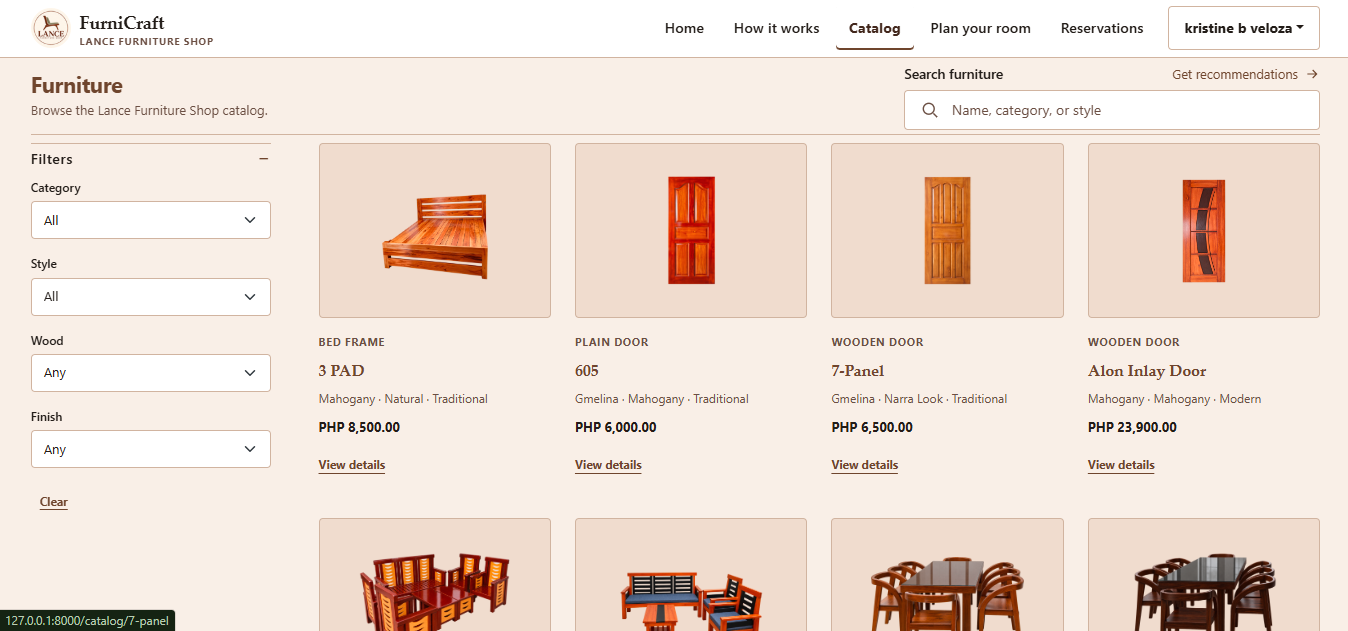 LANCE
FurniCraft
LANCE FURNITURE SHOP
Home
How it works
Catalog
Plan your room
Reservations
kristine b veloza
Furniture
Browse the Lance Furniture Shop catalog.
Search furniture
Get recommendations →
Name, category, or style
Filters
Category
All
Style
All
Wood
Any
Finish
Any
Clear
BED FRAME
3 PAD
Mahogany · Natural · Traditional
PHP 8,500.00
View details
PLAIN DOOR
605
Gmelina · Mahogany · Traditional
PHP 6,000.00
View details
WOODEN DOOR
7-Panel
Gmelina · Narra Look · Traditional
PHP 6,500.00
View details
WOODEN DOOR
Alon Inlay Door
Mahogany · Mahogany · Modern
PHP 23,900.00
View details
127.0.0.1:8000/catalog/7-panel